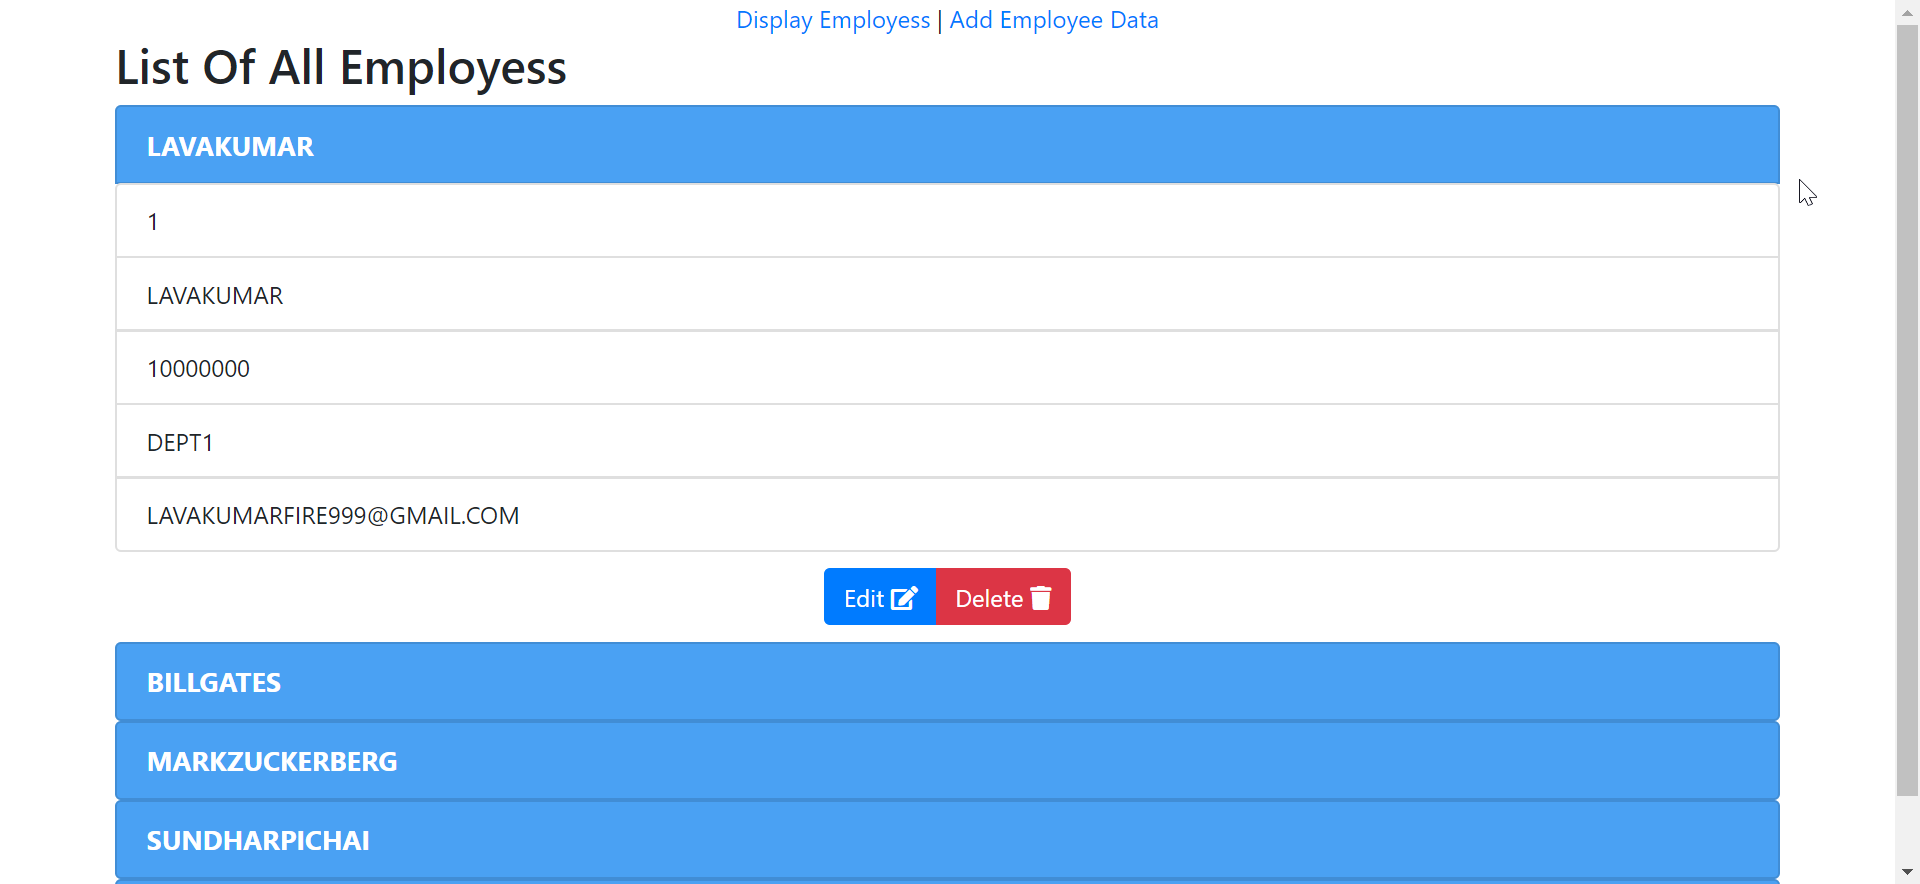 Display Employess | Add Employee Data
List Of All Employess
LAVAKUMAR
1
LAVAKUMAR
10000000
DEPT1
LAVAKUMARFIRE999@GMAIL.COM
Edit Delete
BILLGATES
MARKZUCKERBERG
SUNDHARPICHAI